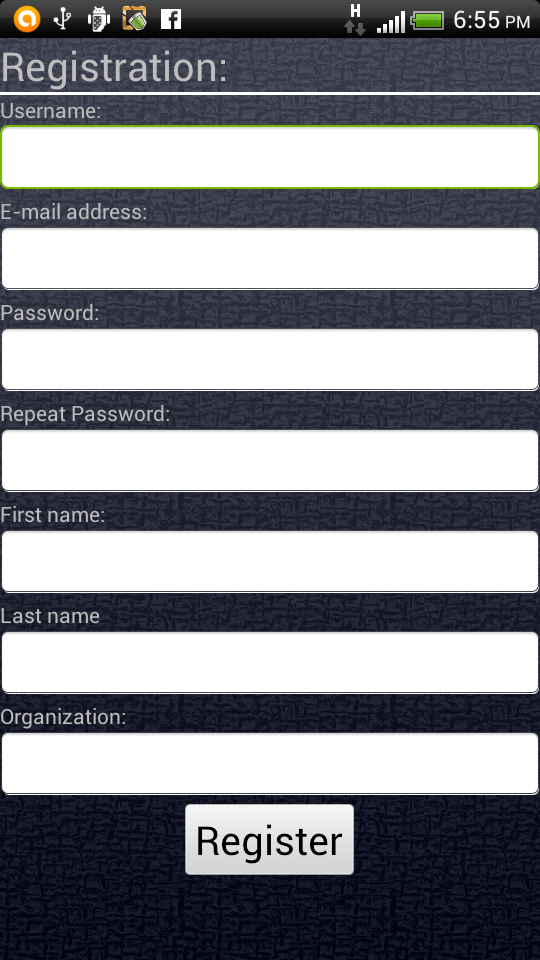 H
6:55 PM
Registration:
Username:
E-mail address:
Password:
Repeat Password:
First name:
Last name
Organization:
Register